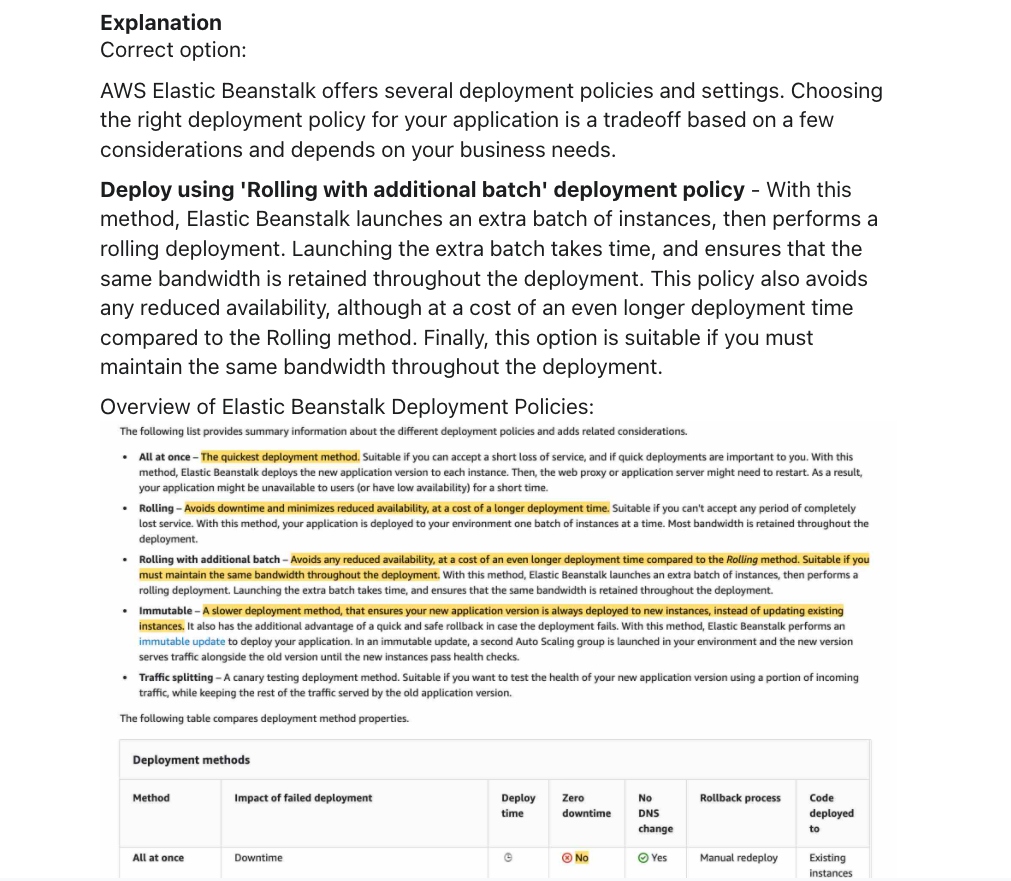 Explanation
Correct option:
AWS Elastic Beanstalk offers several deployment policies and settings. Choosing
the right deployment policy for your application is a tradeoff based on a few
considerations and depends on your business needs.
Deploy using 'Rolling with additional batch' deployment policy - With this
method, Elastic Beanstalk launches an extra batch of instances, then performs a
rolling deployment. Launching the extra batch takes time, and ensures that the
same bandwidth is retained throughout the deployment. This policy also avoids
any reduced availability, although at a cost of an even longer deployment time
compared to the Rolling method. Finally, this option is suitable if you must
maintain the same bandwidth throughout the deployment.
Overview of Elastic Beanstalk Deployment Policies:
The following list provides summary information about the different deployment policies and adds related considerations.
• All at once – The quickest deployment method. Suitable if you can accept a short loss of service, and if quick deployments are important to you. With this
method, Elastic Beanstalk deploys the new application version to each instance. Then, the web proxy or application server might need to restart. As a result,
your application might be unavailable to users (or have low availability) for a short time.
• Rolling – Avoids downtime and minimizes reduced availability, at a cost of a longer deployment time. Suitable if you can't accept any period of completely
lost service. With this method, your application is deployed to your environment one batch of instances at a time. Most bandwidth is retained throughout the
deployment.
• Rolling with additional batch – Avoids any reduced availability, at a cost of an even longer deployment time compared to the Rolling method. Suitable if you
must maintain the same bandwidth throughout the deployment. With this method, Elastic Beanstalk launches an extra batch of instances, then performs a
rolling deployment. Launching the extra batch takes time, and ensures that the same bandwidth is retained throughout the deployment.
• Immutable – A slower deployment method, that ensures your new application version is always deployed to new instances, instead of updating existing
instances. It also has the additional advantage of a quick and safe rollback in case the deployment fails. With this method, Elastic Beanstalk performs an
immutable update to deploy your application. In an immutable update, a second Auto Scaling group is launched in your environment and the new version
serves traffic alongside the old version until the new instances pass health checks.
• Traffic splitting – A canary testing deployment method. Suitable if you want to test the health of your new application version using a portion of incoming
traffic, while keeping the rest of the traffic served by the old application version.
The following table compares deployment method properties.
Deployment methods
Method Impact of failed deployment Deploy time Zero downtime No DNS change Rollback process Code deployed to
All at once Downtime No Yes Manual redeploy Existing instances